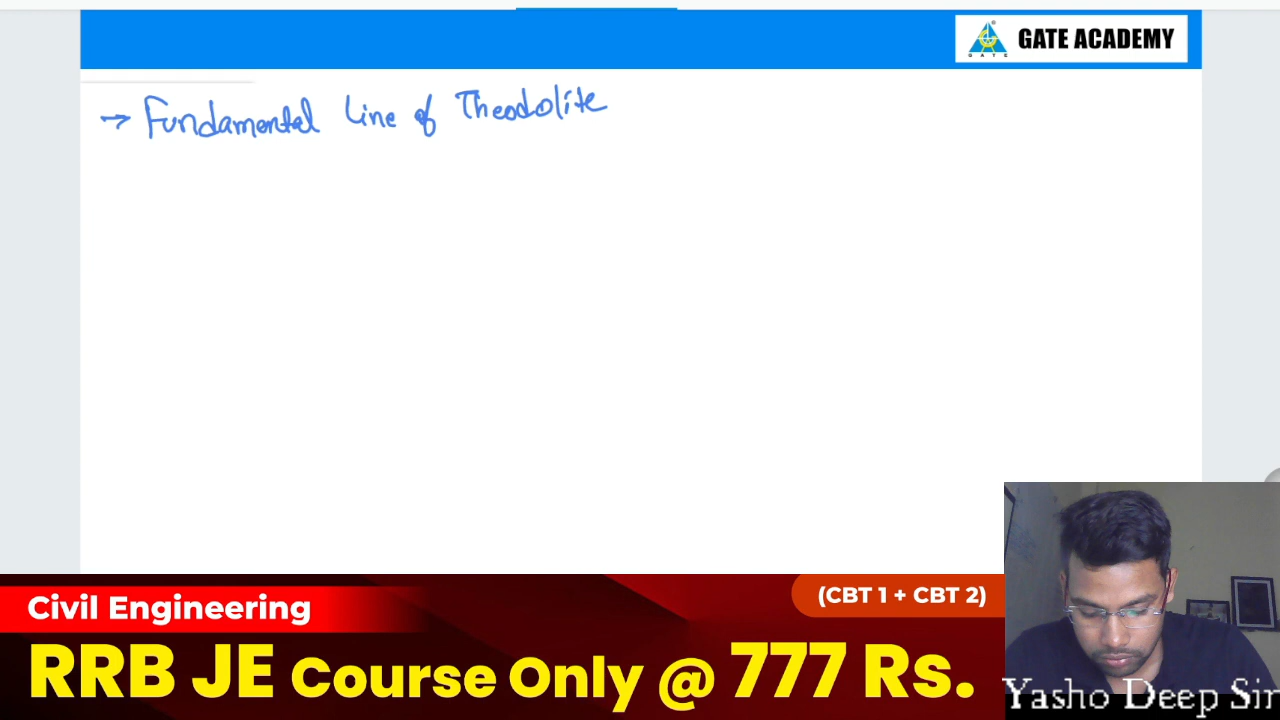 GATE
GATE ACADEMY
→ Fundamental Line of Theodolite
Civil Engineering
(CBT 1 + CBT 2)
RRB JE Course Only @ 777 Rs.
Yasho Deep Sir